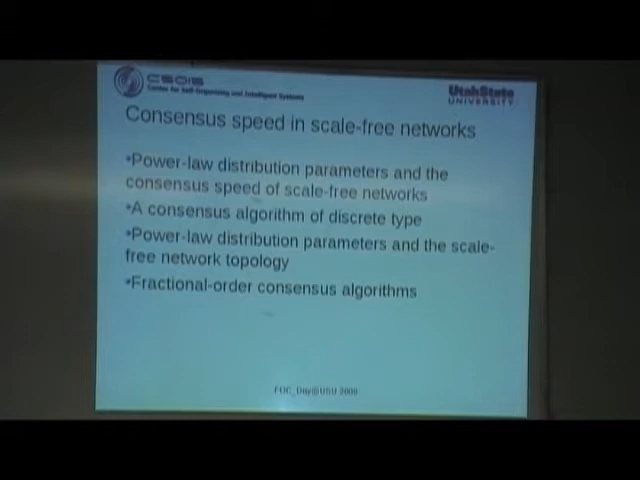 CSOIS
Center for Self-Organizing and Intelligent Systems
UtahState
UNIVERSITY
Consensus speed in scale-free networks
•Power-law distribution parameters and the
consensus speed of scale-free networks
•A consensus algorithm of discrete type
•Power-law distribution parameters and the scale-
free network topology
•Fractional-order consensus algorithms
FOC_Day@USU 2009